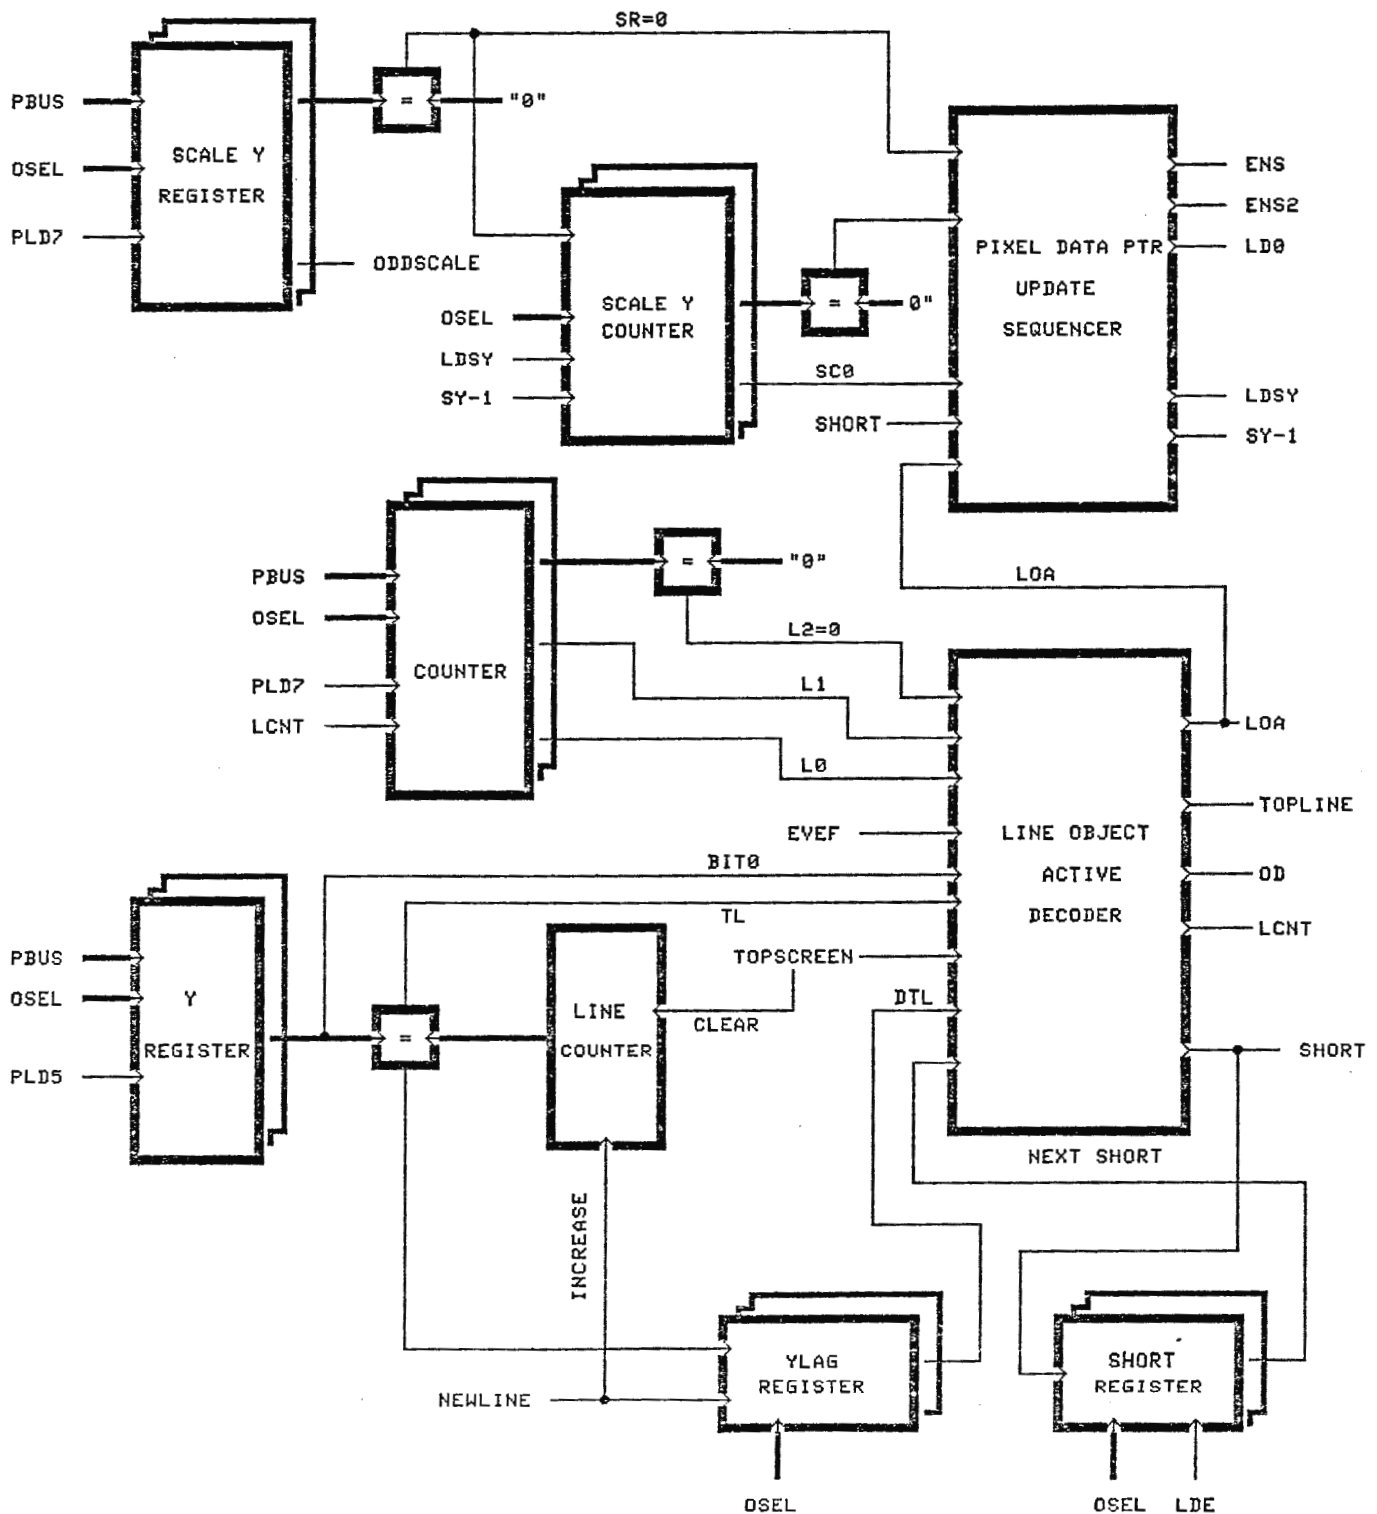 SR=0
PBUS
=
"0"
SCALE Y
REGISTER
OSEL
PLD7
ODDSCALE
ENS
ENS2
LD0
PIXEL DATA PTR
UPDATE
SEQUENCER
SCALE Y
COUNTER
=
0"
OSEL
LDSY
SY-1
SC0
SHORT
LDSY
SY-1
PBUS
OSEL
PLD7
LCNT
COUNTER
=
"0"
LOA
L2=0
L1
L0
LOA
TOPLINE
EVEF
LINE OBJECT
ACTIVE
DECODER
BIT0
OD
TL
LCNT
PBUS
OSEL
PLD5
Y
REGISTER
=
LINE
COUNTER
TOPSCREEN
CLEAR
DTL
SHORT
NEXT SHORT
INCREASE
NEWLINE
YLAG
REGISTER
SHORT
REGISTER
OSEL
OSEL
LDE